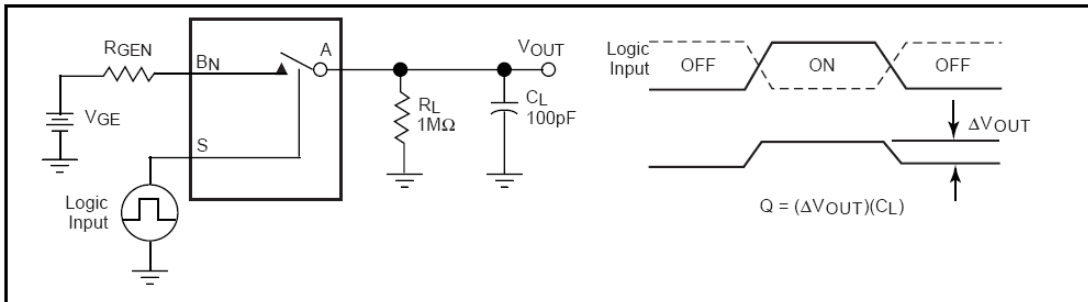 RGEN
BN
A
VOUT
VGE
RL
1MΩ
CL
100pF
S
Logic
Input
Logic
Input
OFF
ON
OFF
ΔVOUT
Q = (ΔVOUT)(CL)